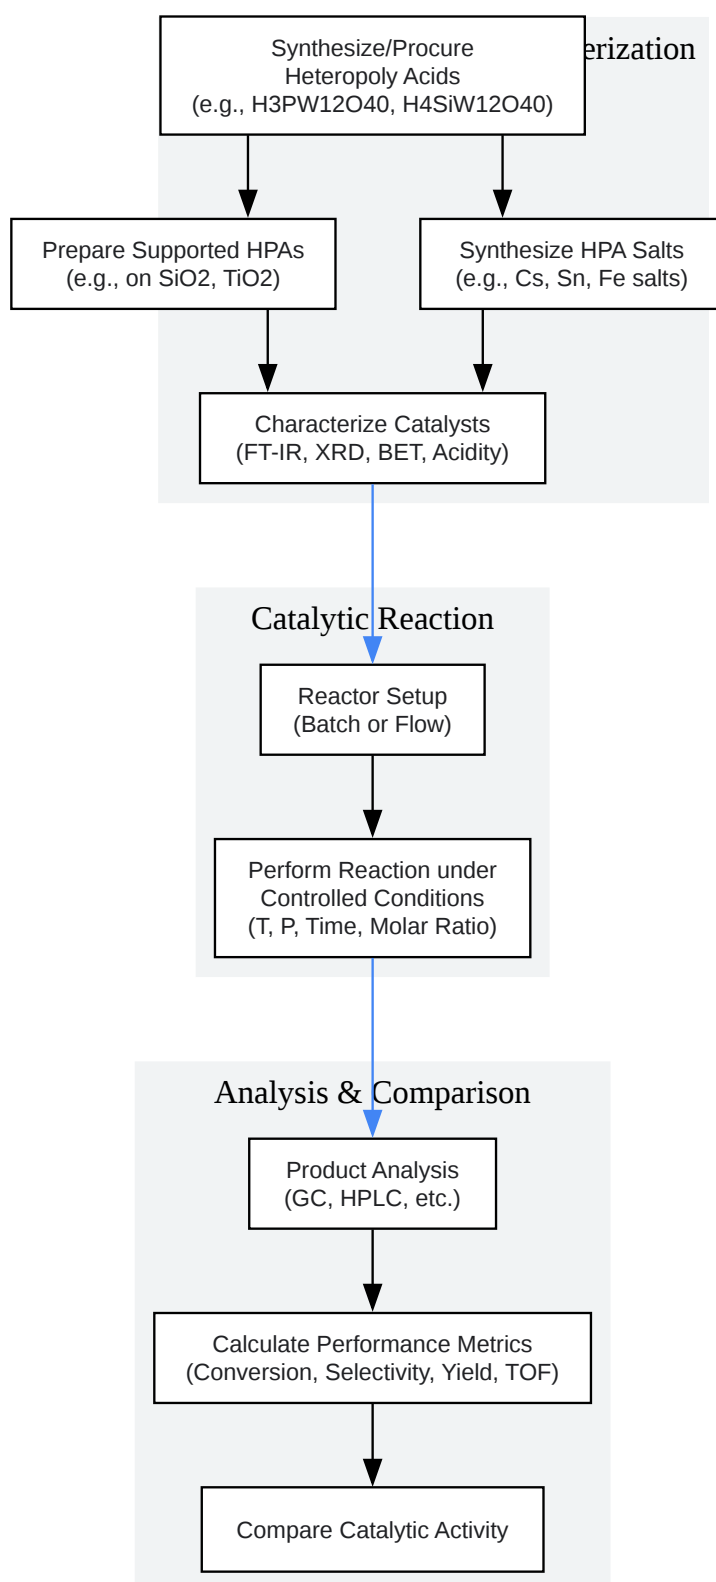 Synthesize/Procure
Heteropoly Acids
(e.g., H3PW12O40, H4SiW12O40)
Prepare Supported HPAs
(e.g., on SiO2, TiO2)
Synthesize HPA Salts
(e.g., Cs, Sn, Fe salts)
Characterize Catalysts
(FT-IR, XRD, BET, Acidity)
Catalytic Reaction
Reactor Setup
(Batch or Flow)
Perform Reaction under
Controlled Conditions
(T, P, Time, Molar Ratio)
Analysis & Comparison
Product Analysis
(GC, HPLC, etc.)
Calculate Performance Metrics
(Conversion, Selectivity, Yield, TOF)
Compare Catalytic Activity